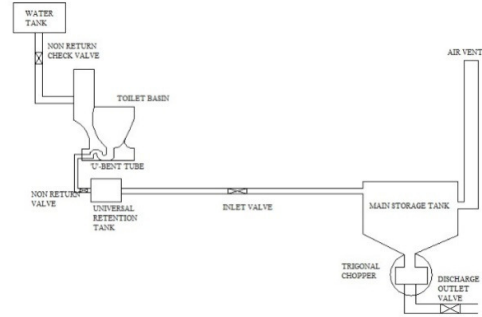 WATER
TANK
NON RETURN
CHECK VALVE
AIR VENT
TOILET BASIN
'U-BENT TUBE
NON RETURN
VALVE
UNIVERSAL
RETENTION
TANK
INLET VALVE
MAIN STORAGE TANK
TRIGONAL
CHOPPER
DISCHARGE
OUTLET
VALVE